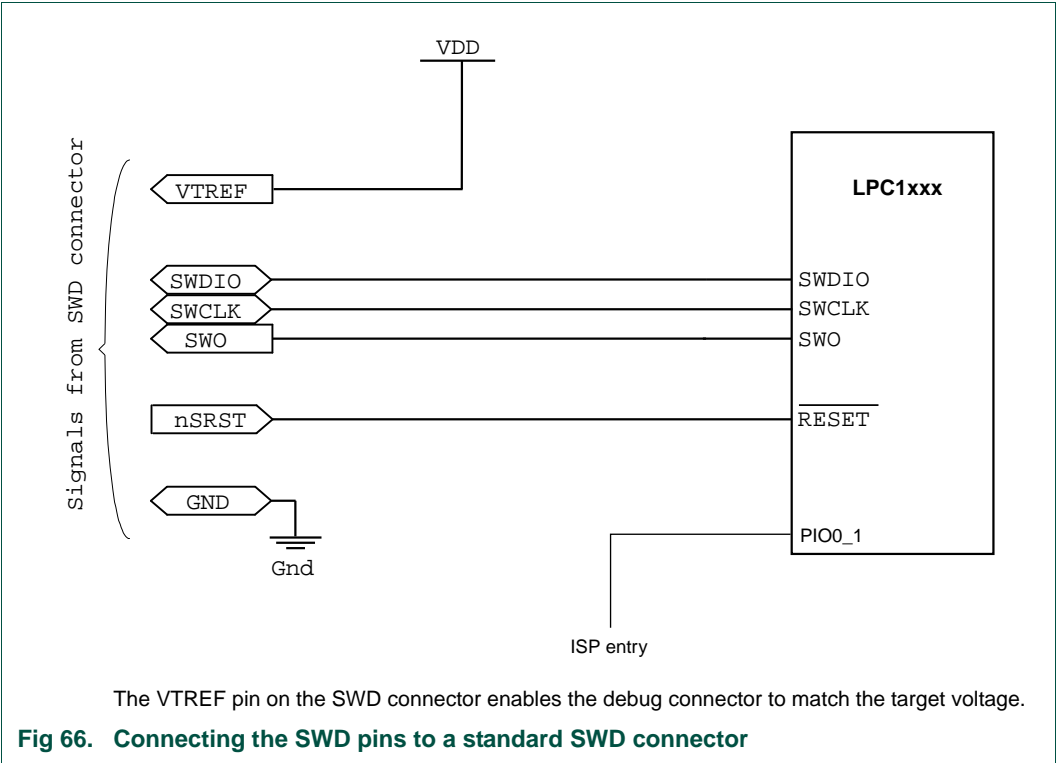 VDD
Signals from SWD connector
VTREF
LPC1xxx
SWDIO
SWDIO
SWCLK
SWCLK
SWO
SWO
nSRST
RESET
GND
Gnd
PIO0_1
ISP entry
The VTREF pin on the SWD connector enables the debug connector to match the target voltage.
Fig 66. Connecting the SWD pins to a standard SWD connector